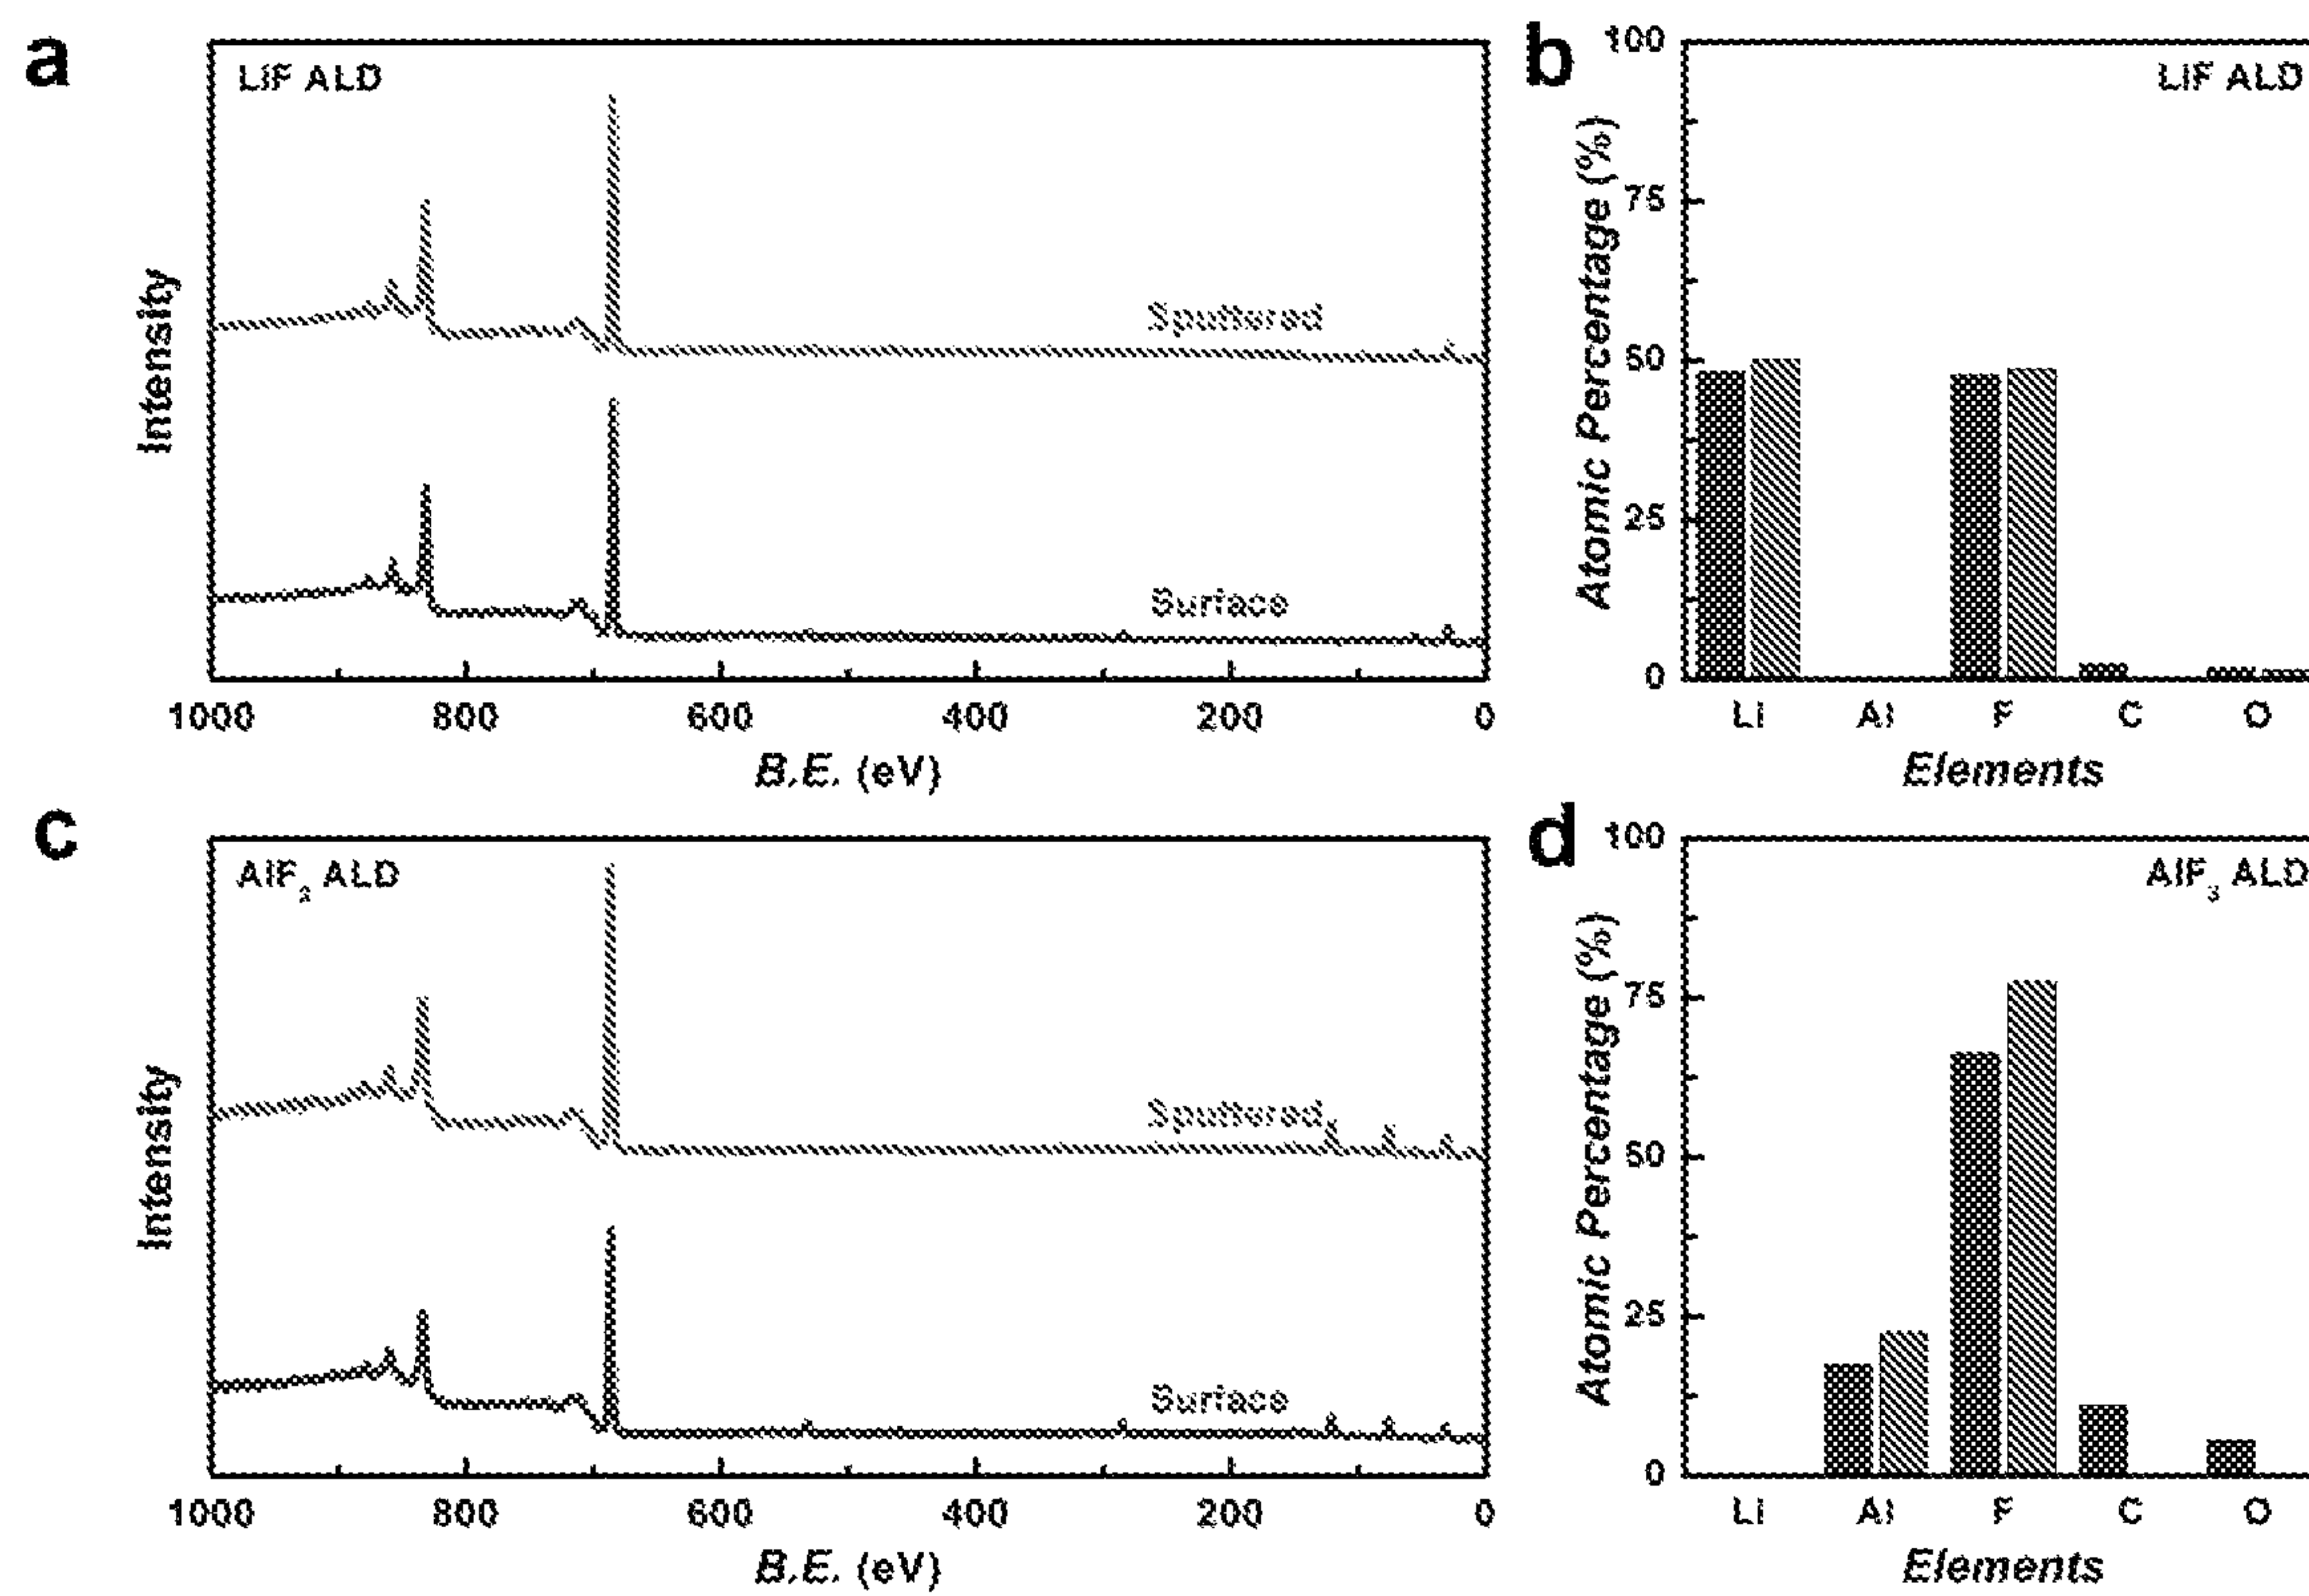 a
LiF ALD
Sputtered
Surface
Intensity
1000 800 600 400 200 0
B.E. (eV)
b
LiF ALD
100
75
50
25
0
Atomic Percentage (%)
Li Al F C O
Elements
c
AlF3 ALD
Sputtered
Surface
Intensity
1000 800 600 400 200 0
B.E. (eV)
d
AlF3 ALD
100
75
50
25
0
Atomic Percentage (%)
Li Al F C O
Elements